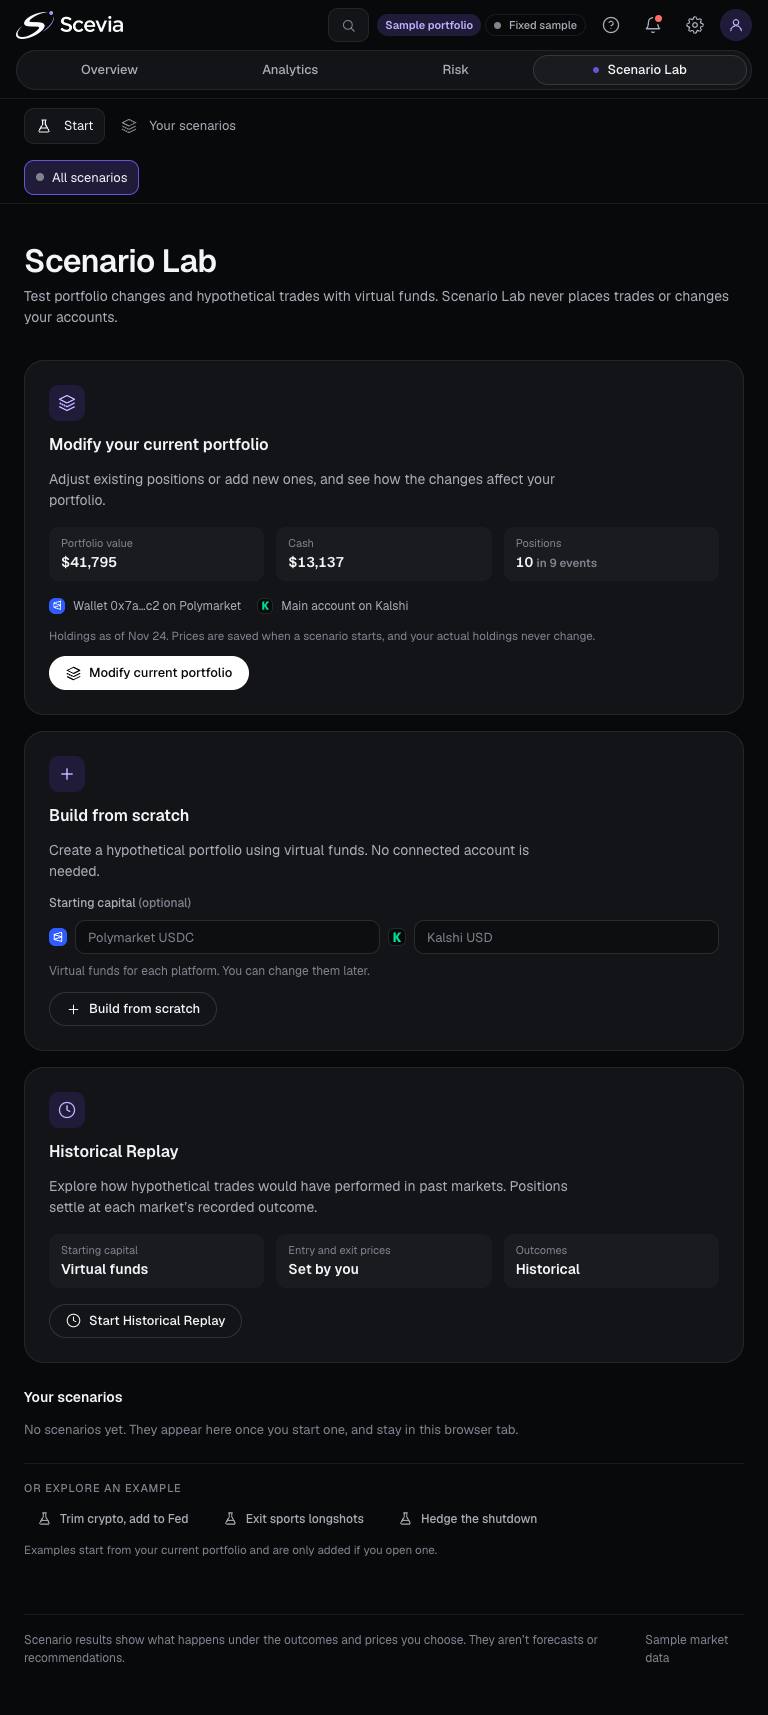 Scevia
Sample portfolio
Fixed sample
Overview
Analytics
Risk
Scenario Lab
Start
Your scenarios
All scenarios
Scenario Lab
Test portfolio changes and hypothetical trades with virtual funds. Scenario Lab never places trades or changes
your accounts.
Modify your current portfolio
Adjust existing positions or add new ones, and see how the changes affect your
portfolio.
Portfolio value
$41,795
Cash
$13,137
Positions
10 in 9 events
Wallet 0x7a…c2 on Polymarket
K
Main account on Kalshi
Holdings as of Nov 24. Prices are saved when a scenario starts, and your actual holdings never change.
Modify current portfolio
Build from scratch
Create a hypothetical portfolio using virtual funds. No connected account is
needed.
Starting capital (optional)
Polymarket USDC
K
Kalshi USD
Virtual funds for each platform. You can change them later.
Build from scratch
Historical Replay
Explore how hypothetical trades would have performed in past markets. Positions
settle at each market's recorded outcome.
Starting capital
Virtual funds
Entry and exit prices
Set by you
Outcomes
Historical
Start Historical Replay
Your scenarios
No scenarios yet. They appear here once you start one, and stay in this browser tab.
OR EXPLORE AN EXAMPLE
Trim crypto, add to Fed
Exit sports longshots
Hedge the shutdown
Examples start from your current portfolio and are only added if you open one.
Scenario results show what happens under the outcomes and prices you choose. They aren't forecasts or
recommendations.
Sample market
data